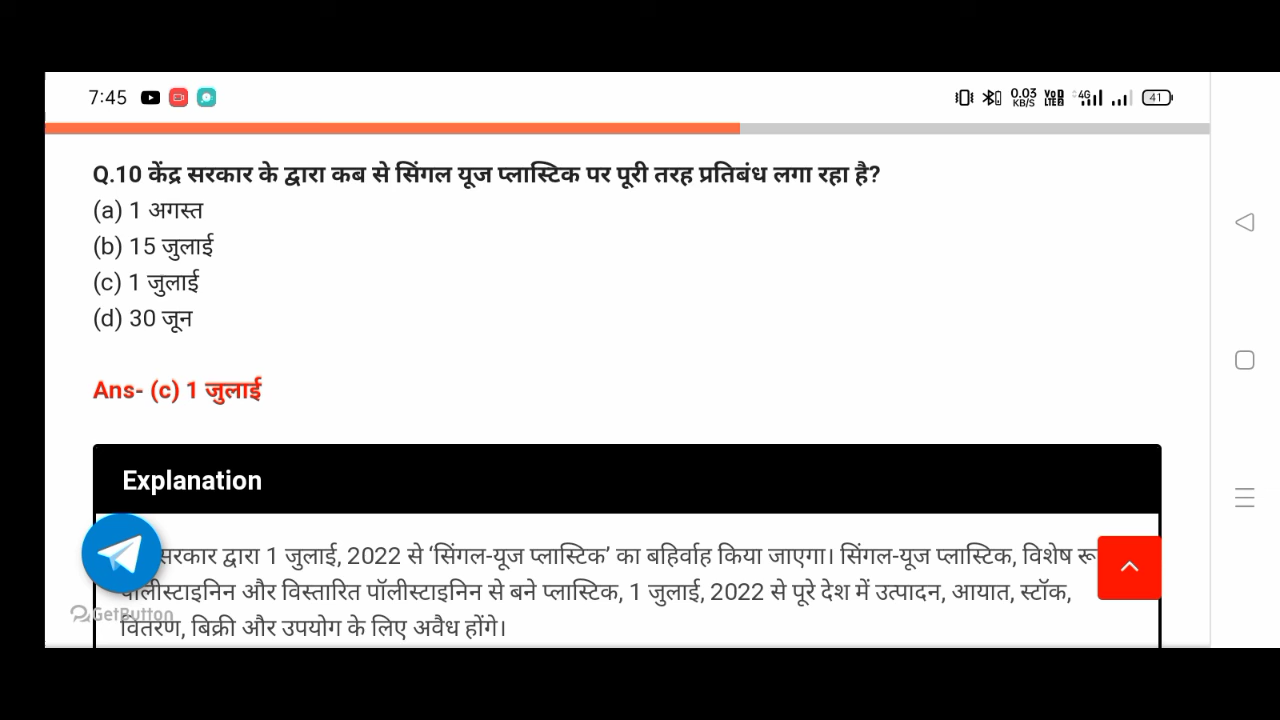 7:45
0.03 KB/S
4G
41
Q.10 केंद्र सरकार के द्वारा कब से सिंगल यूज प्लास्टिक पर पूरी तरह प्रतिबंध लगा रहा है?
(a) 1 अगस्त
(b) 15 जुलाई
(c) 1 जुलाई
(d) 30 जून
Ans- (c) 1 जुलाई
Explanation
सरकार द्वारा 1 जुलाई, 2022 से ‘सिंगल-यूज प्लास्टिक’ का बहिर्वाह किया जाएगा। सिंगल-यूज प्लास्टिक, विशेष
पॉलीस्टाइनिन और विस्तारित पॉलीस्टाइनिन से बने प्लास्टिक, 1 जुलाई, 2022 से पूरे देश में उत्पादन, आयात, स्टॉक,
GetButton
वितरण, बिक्री और उपयोग के लिए अवैध होंगे।